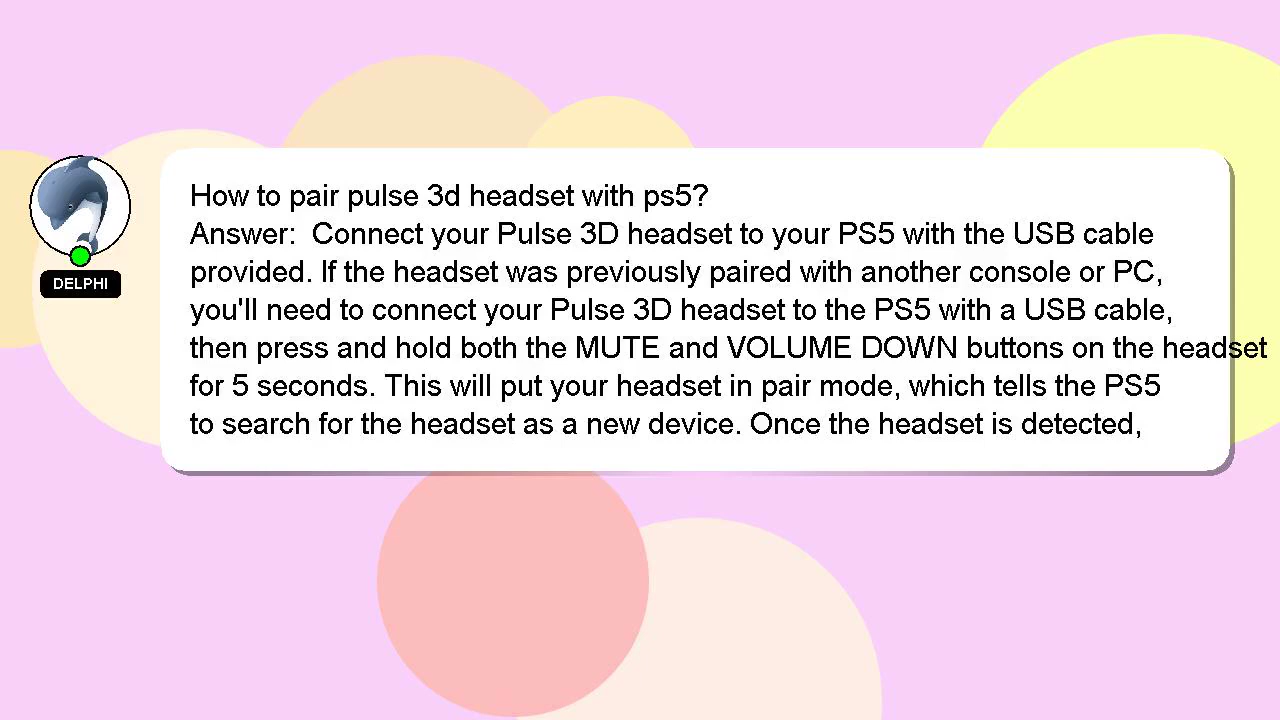 How to pair pulse 3d headset with ps5?
Answer:  Connect your Pulse 3D headset to your PS5 with the USB cable
provided. If the headset was previously paired with another console or PC,
you'll need to connect your Pulse 3D headset to the PS5 with a USB cable,
then press and hold both the MUTE and VOLUME DOWN buttons on the headset
for 5 seconds. This will put your headset in pair mode, which tells the PS5
to search for the headset as a new device. Once the headset is detected,
DELPHI